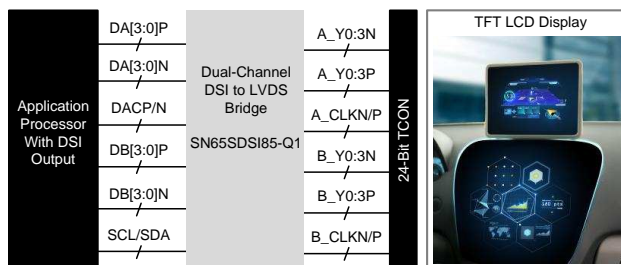 Application
Processor
With DSI
Output
DA[3:0]P
DA[3:0]N
DACP/N
DB[3:0]P
DB[3:0]N
SCL/SDA
Dual-Channel
DSI to LVDS
Bridge
SN65SDSI85-Q1
A_Y0:3N
A_Y0:3P
A_CLKN/P
B_Y0:3N
B_Y0:3P
B_CLKN/P
24-Bit TCON
TFT LCD Display